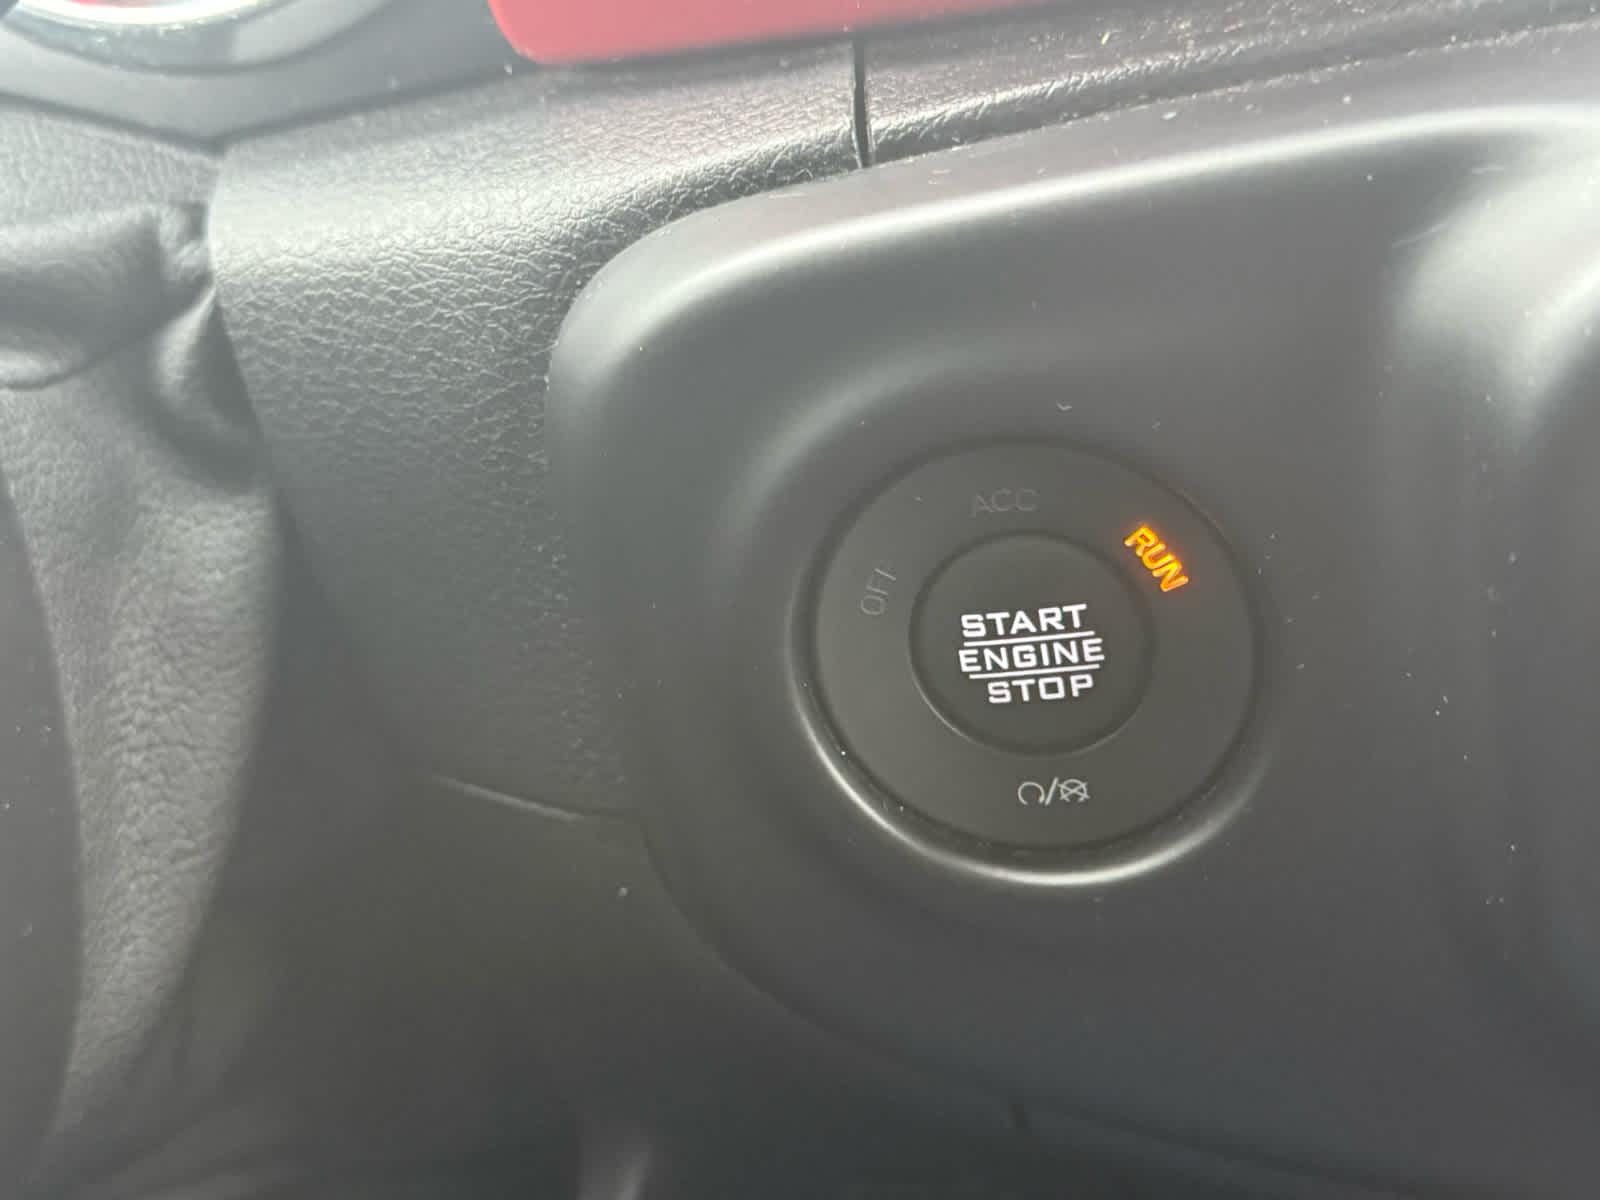 ACC
RUN
OFF
START
ENGINE
STOP